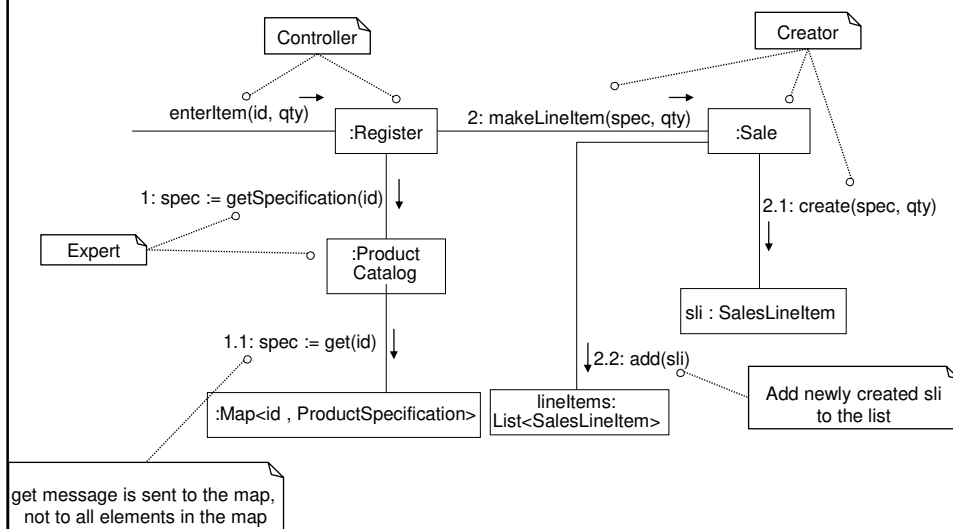 Controller
Creator
enterItem(id, qty)
:Register
2: makeLineItem(spec, qty)
:Sale
1: spec := getSpecification(id)
2.1: create(spec, qty)
Expert
:Product
Catalog
sli : SalesLineItem
1.1: spec := get(id)
2.2: add(sli)
:Map<id , ProductSpecification>
lineItems:
List<SalesLineItem>
Add newly created sli
to the list
get message is sent to the map,
not to all elements in the map